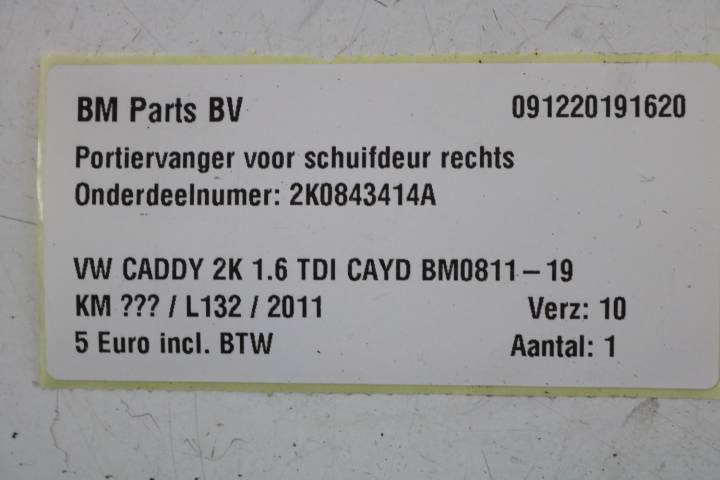 BM Parts BV 091220191620
Portiervanger voor schuifdeur rechts
Onderdeelnumer: 2K0843414A
VW CADDY 2K 1.6 TDI CAYD BM0811-19
KM ??? / L132 / 2011 Verz: 10
5 Euro incl. BTW Aantal: 1